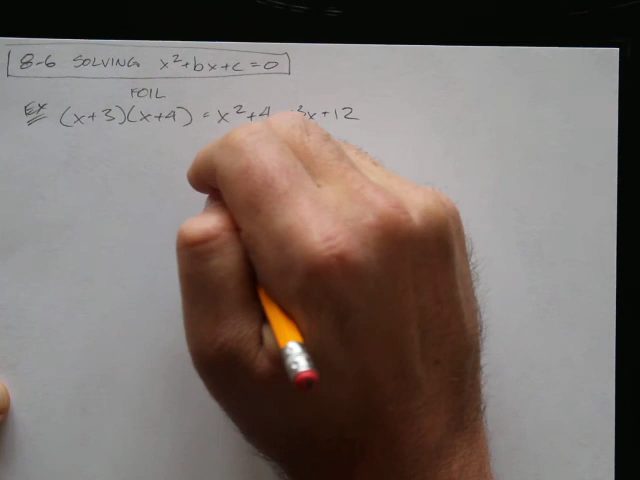 8-6 SOLVING x²+bx+c=0
FOIL
Ex (x+3)(x+4) = x²+4 3x+12